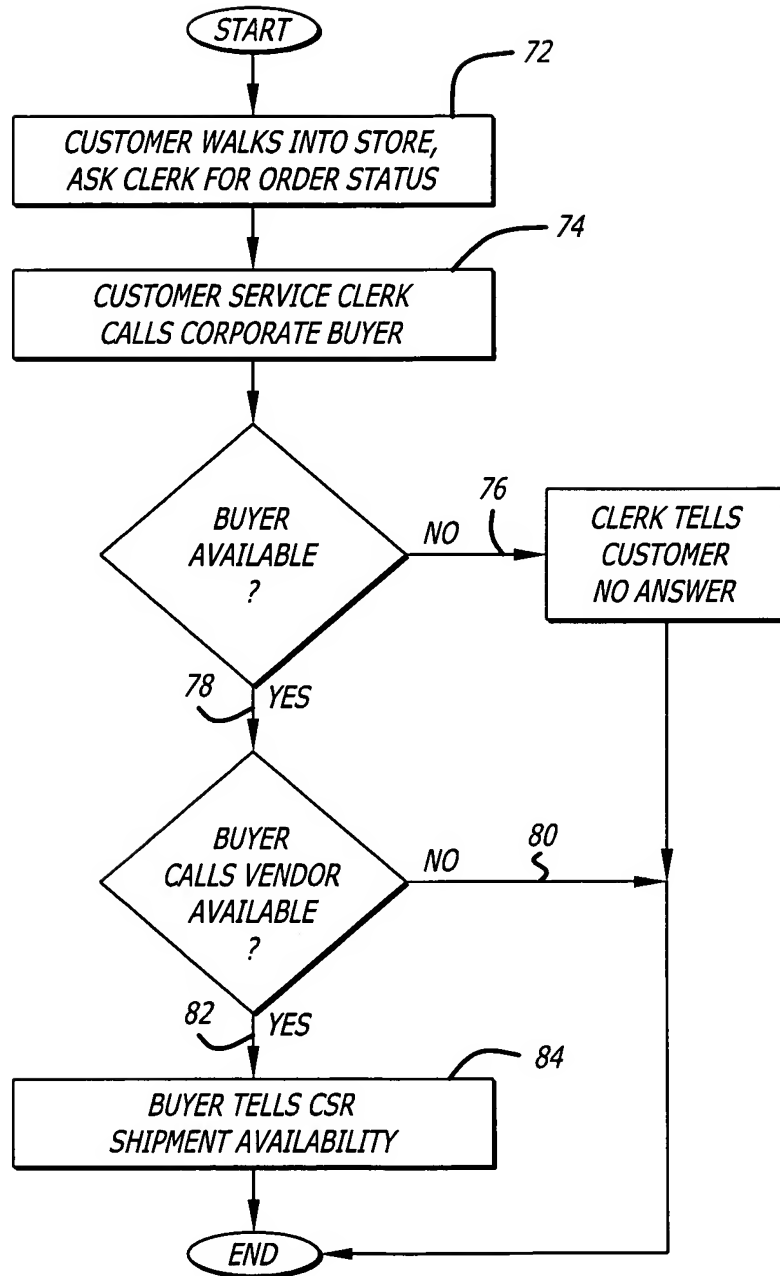 START
72
CUSTOMER WALKS INTO STORE,
ASK CLERK FOR ORDER STATUS
74
CUSTOMER SERVICE CLERK
CALLS CORPORATE BUYER
BUYER
AVAILABLE
?
NO
76
CLERK TELLS
CUSTOMER
NO ANSWER
78
YES
BUYER
CALLS VENDOR
AVAILABLE
?
NO
80
82
YES
84
BUYER TELLS CSR
SHIPMENT AVAILABILITY
END